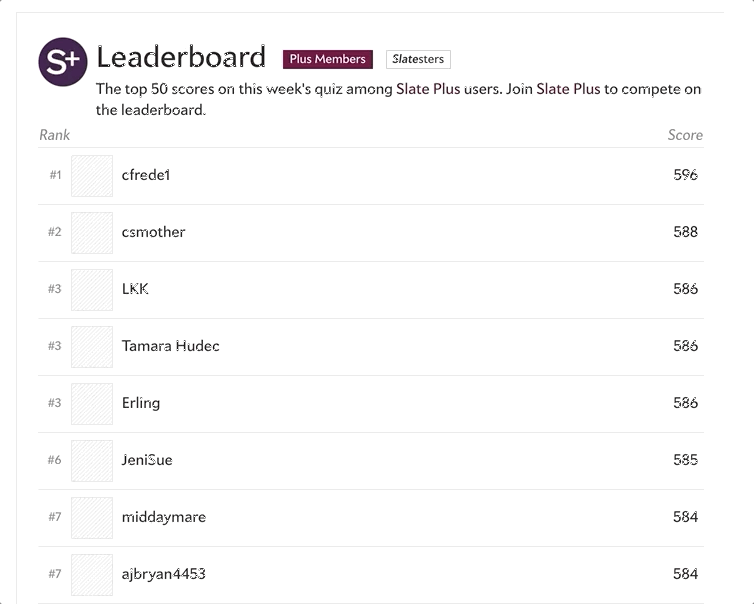 S+ Leaderboard Plus Members Slatesters
The top 50 scores on this week's quiz among Slate Plus users. Join Slate Plus to compete on
the leaderboard.
Rank Score
#1 cfrede1 596
#2 csmother 588
#3 LKK 586
#3 Tamara Hudec 586
#3 Erling 586
#6 JeniSue 585
#7 middaymare 584
#7 ajbryan4453 584